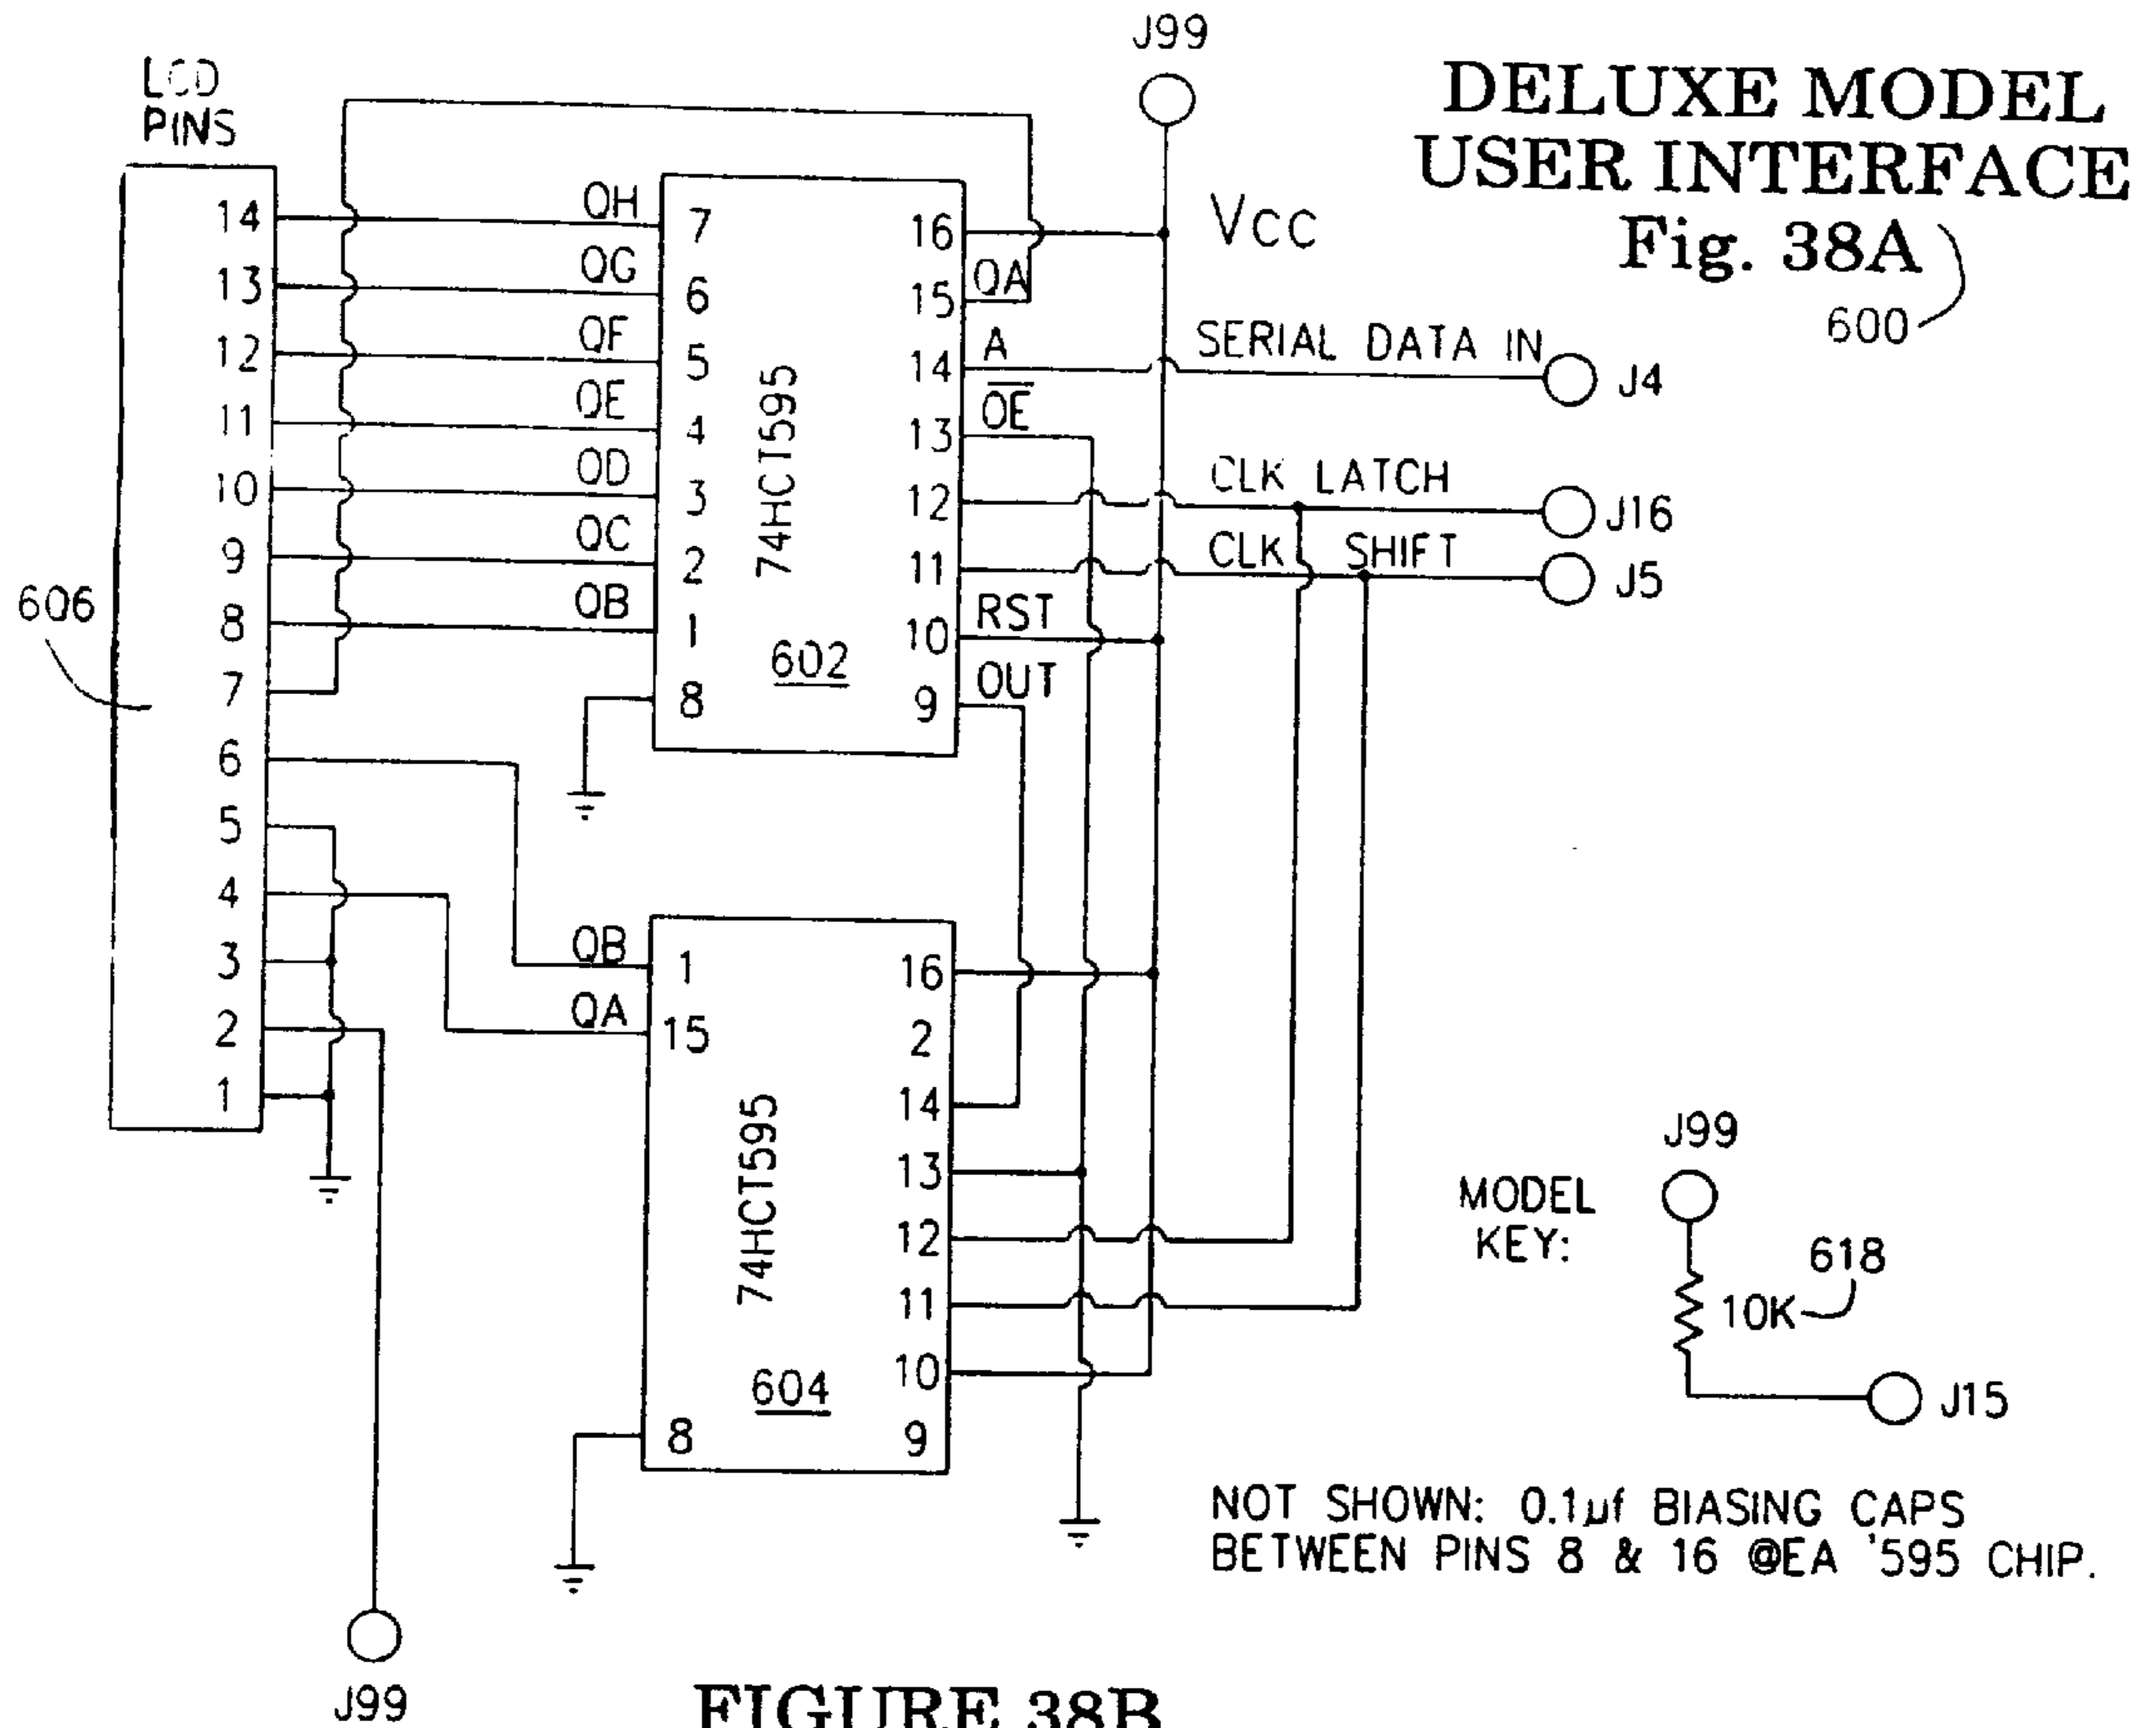 J99
LCD
PINS
DELUXE MODEL
USER INTERFACE
Fig. 38A
600
VCC
14 QH 7
13 QG 6
12 QF 5
11 QE 4
10 QD 3
9 QC 2
8 QB 1
7
8
6
5
4
3
2
1
606
74HCT595
602
16
15 QA
14 A SERIAL DATA IN J4
13 OE
12 CLK LATCH J16
11 CLK SHIFT J5
10 RST
9 OUT
QB 1
QA 15
8
74HCT595
604
16
2
14
13
12
11
10
9
J99
MODEL
KEY:
618
10K
J15
NOT SHOWN: 0.1µf BIASING CAPS
BETWEEN PINS 8 & 16 @EA '595 CHIP.
J99
FIGURE 38B